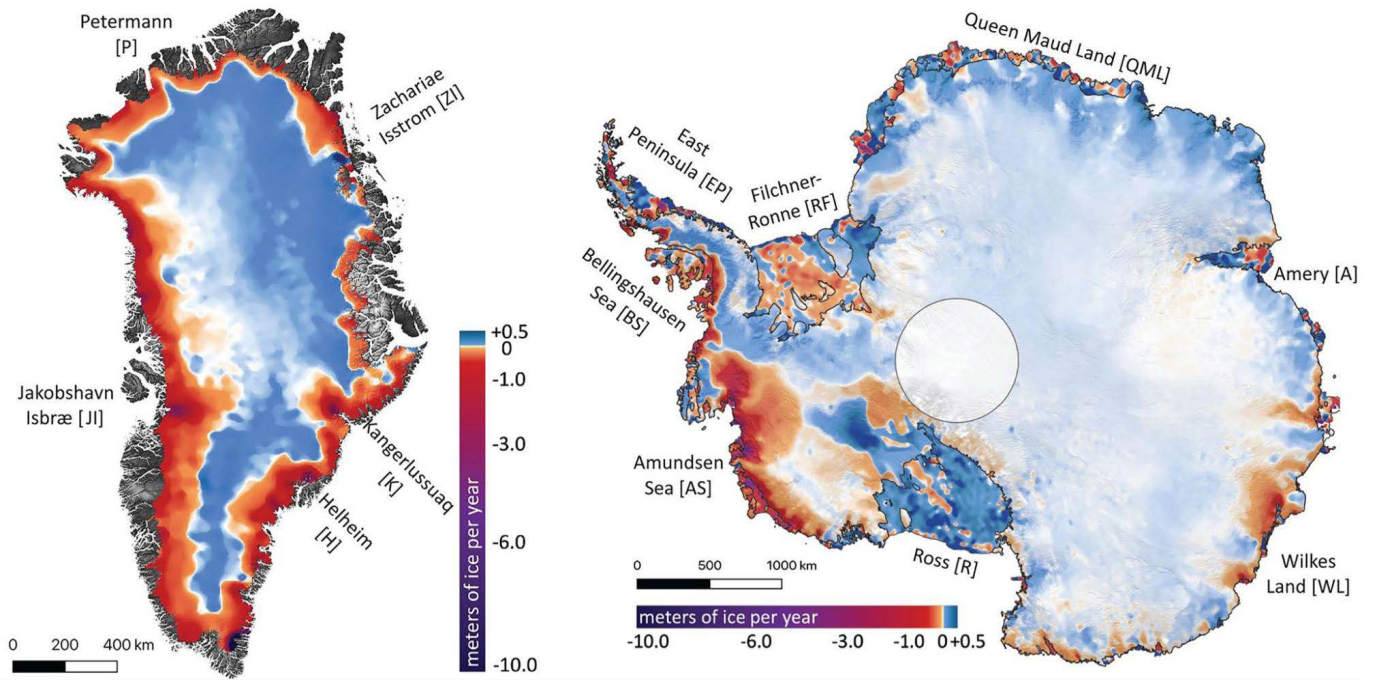 Petermann
[P]
Zachariae
Isstrom [ZI]
Jakobshavn
Isbræ [JI]
Kangerlussuaq
[K]
Helheim
[H]
0 200 400 km
+0.5
0
-1.0
-3.0
-6.0
-10.0
meters of ice per year
Queen Maud Land [QML]
East
Peninsula [EP]
Filchner-
Ronne [RF]
Bellingshausen
Sea [BS]
Amery [A]
Amundsen
Sea [AS]
Ross [R]
Wilkes
Land [WL]
0 500 1000 km
meters of ice per year
-10.0 -6.0 -3.0 -1.0 0 +0.5